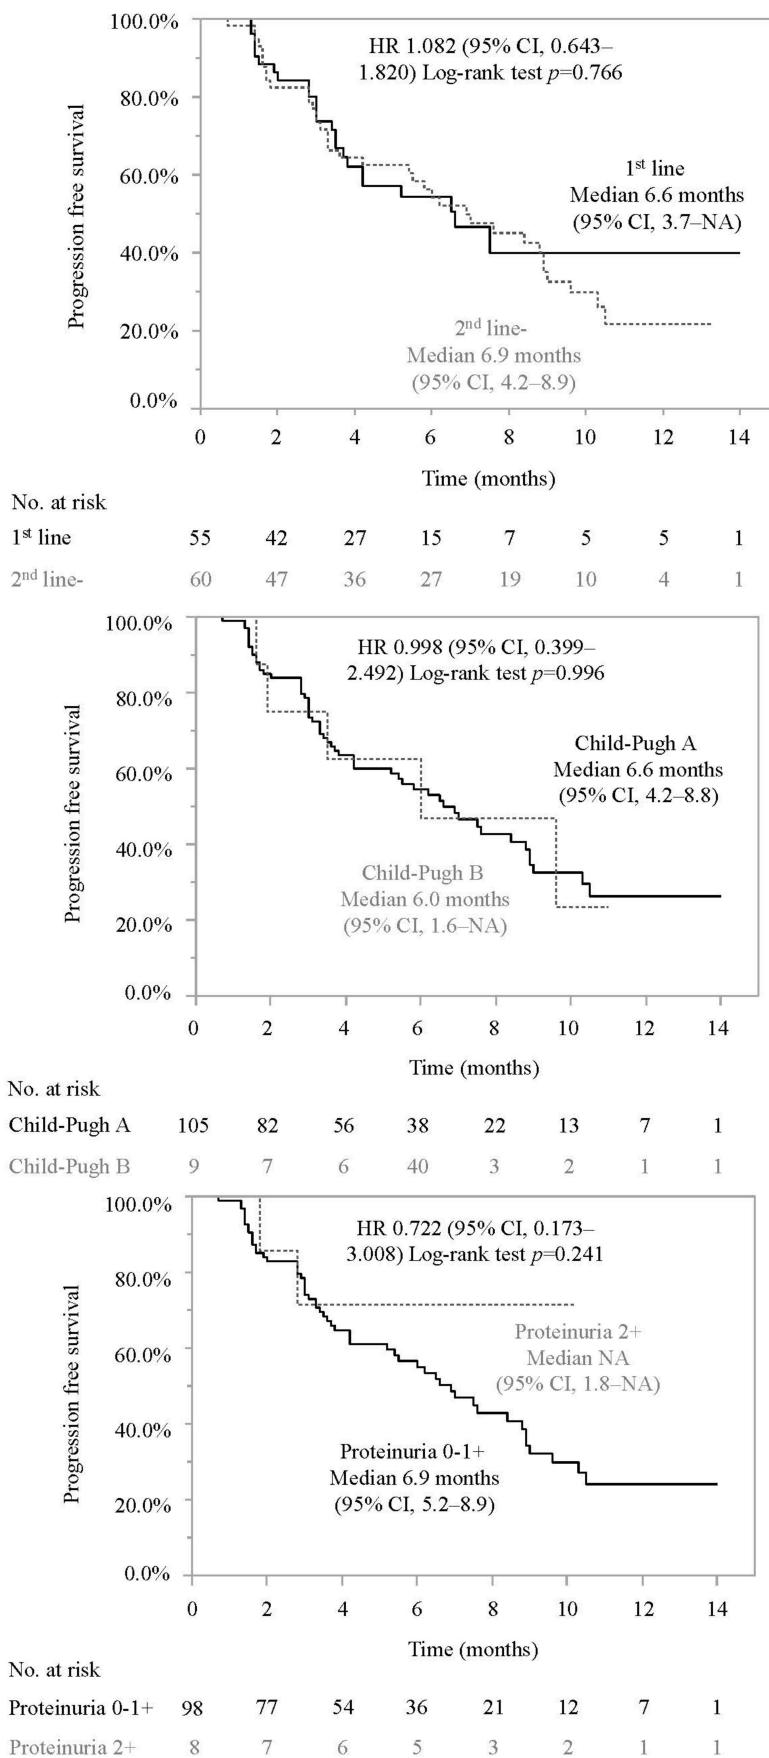 100.0%
80.0%
60.0%
40.0%
20.0%
0.0%
Progression free survival
HR 1.082 (95% CI, 0.643–
1.820) Log-rank test p=0.766
1st line
Median 6.6 months
(95% CI, 3.7–NA)
2nd line-
Median 6.9 months
(95% CI, 4.2–8.9)
0 2 4 6 8 10 12 14
Time (months)
No. at risk
1st line 55 42 27 15 7 5 5 1
2nd line- 60 47 36 27 19 10 4 1
100.0%
80.0%
60.0%
40.0%
20.0%
0.0%
Progression free survival
HR 0.998 (95% CI, 0.399–
2.492) Log-rank test p=0.996
Child-Pugh A
Median 6.6 months
(95% CI, 4.2–8.8)
Child-Pugh B
Median 6.0 months
(95% CI, 1.6–NA)
0 2 4 6 8 10 12 14
Time (months)
No. at risk
Child-Pugh A 105 82 56 38 22 13 7 1
Child-Pugh B 9 7 6 40 3 2 1 1
100.0%
80.0%
60.0%
40.0%
20.0%
0.0%
Progression free survival
HR 0.722 (95% CI, 0.173–
3.008) Log-rank test p=0.241
Proteinuria 2+
Median NA
(95% CI, 1.8–NA)
Proteinuria 0-1+
Median 6.9 months
(95% CI, 5.2–8.9)
0 2 4 6 8 10 12 14
Time (months)
No. at risk
Proteinuria 0-1+ 98 77 54 36 21 12 7 1
Proteinuria 2+ 8 7 6 5 3 2 1 1